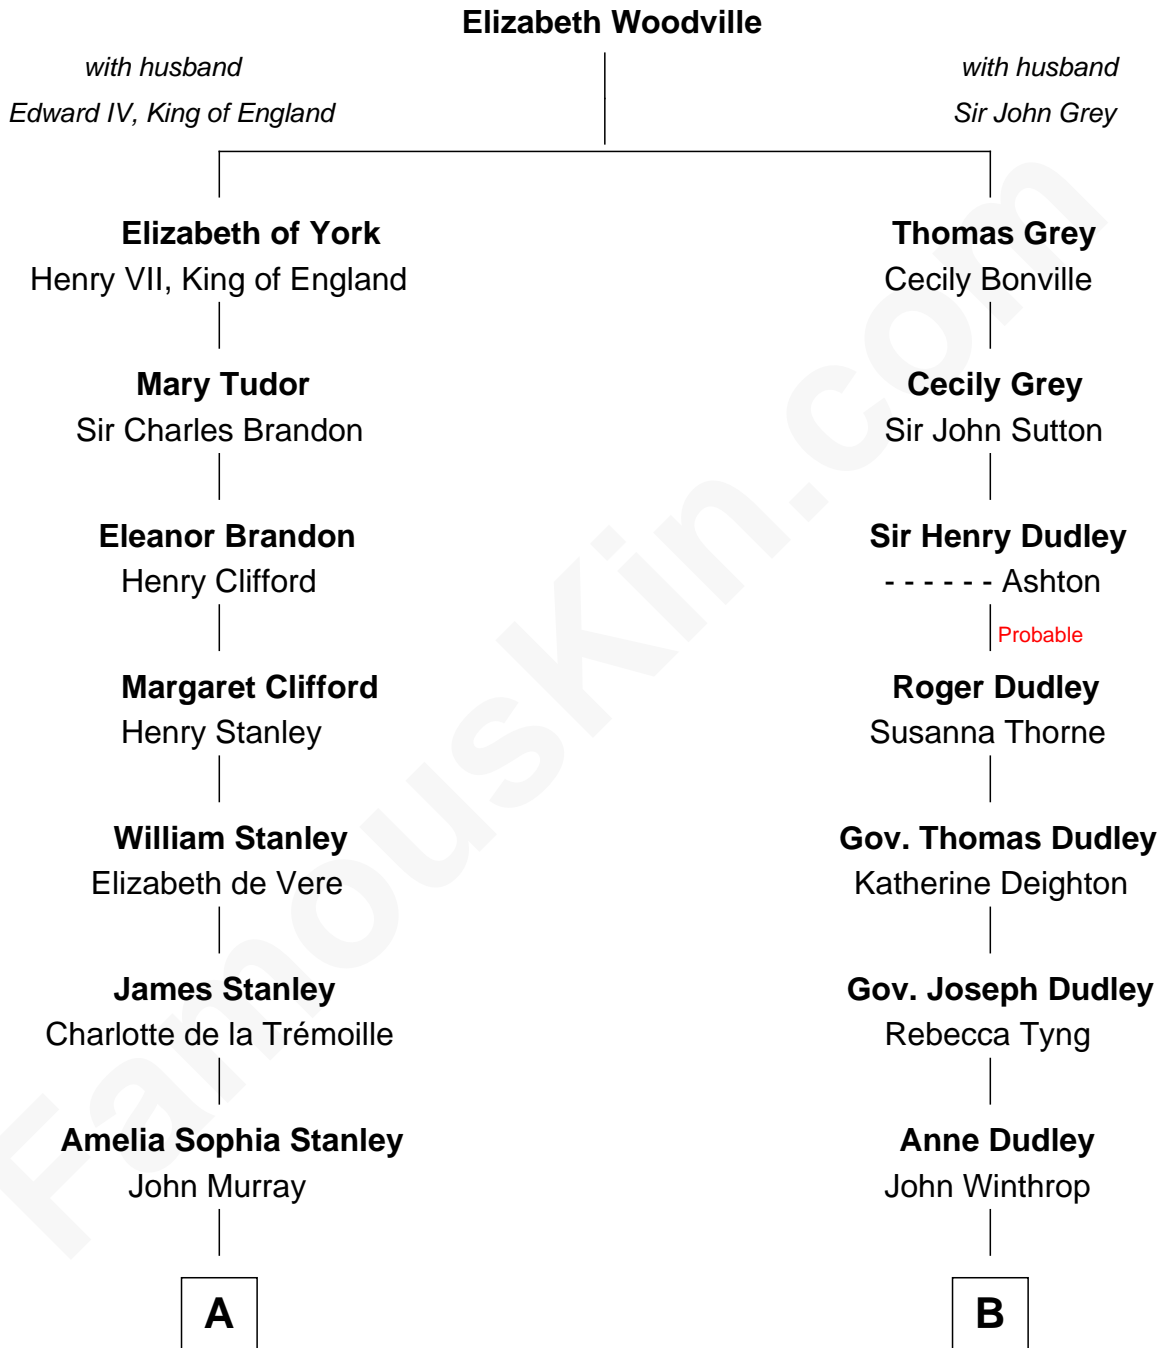 Elizabeth Woodville
with husband
Edward IV, King of England
with husband
Sir John Grey
Elizabeth of York
Henry VII, King of England
Thomas Grey
Cecily Bonville
Mary Tudor
Sir Charles Brandon
Cecily Grey
Sir John Sutton
Eleanor Brandon
Henry Clifford
Sir Henry Dudley
- - - - - - Ashton
Probable
Margaret Clifford
Henry Stanley
Roger Dudley
Susanna Thorne
William Stanley
Elizabeth de Vere
Gov. Thomas Dudley
Katherine Deighton
James Stanley
Charlotte de la Trémoille
Gov. Joseph Dudley
Rebecca Tyng
Amelia Sophia Stanley
John Murray
Anne Dudley
John Winthrop
A
B
FamousKin.com